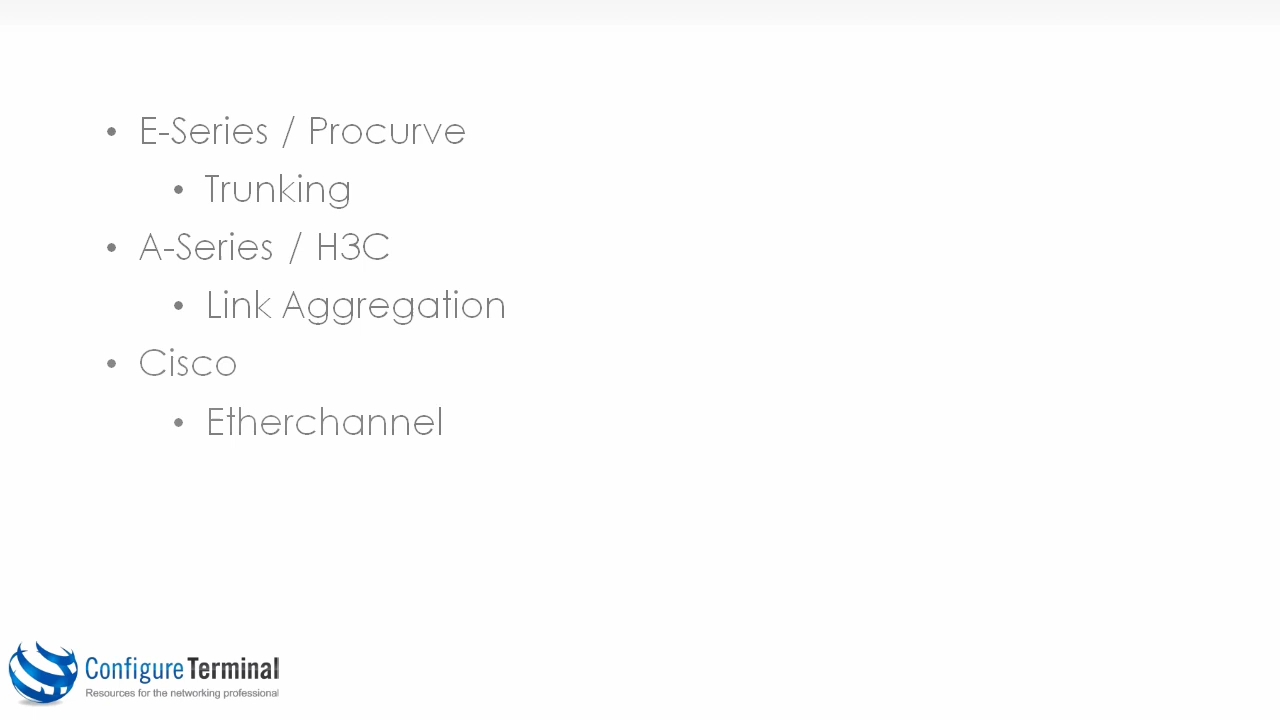 • E-Series / Procurve
• Trunking
• A-Series / H3C
• Link Aggregation
• Cisco
• Etherchannel
Configure Terminal
Resources for the networking professional